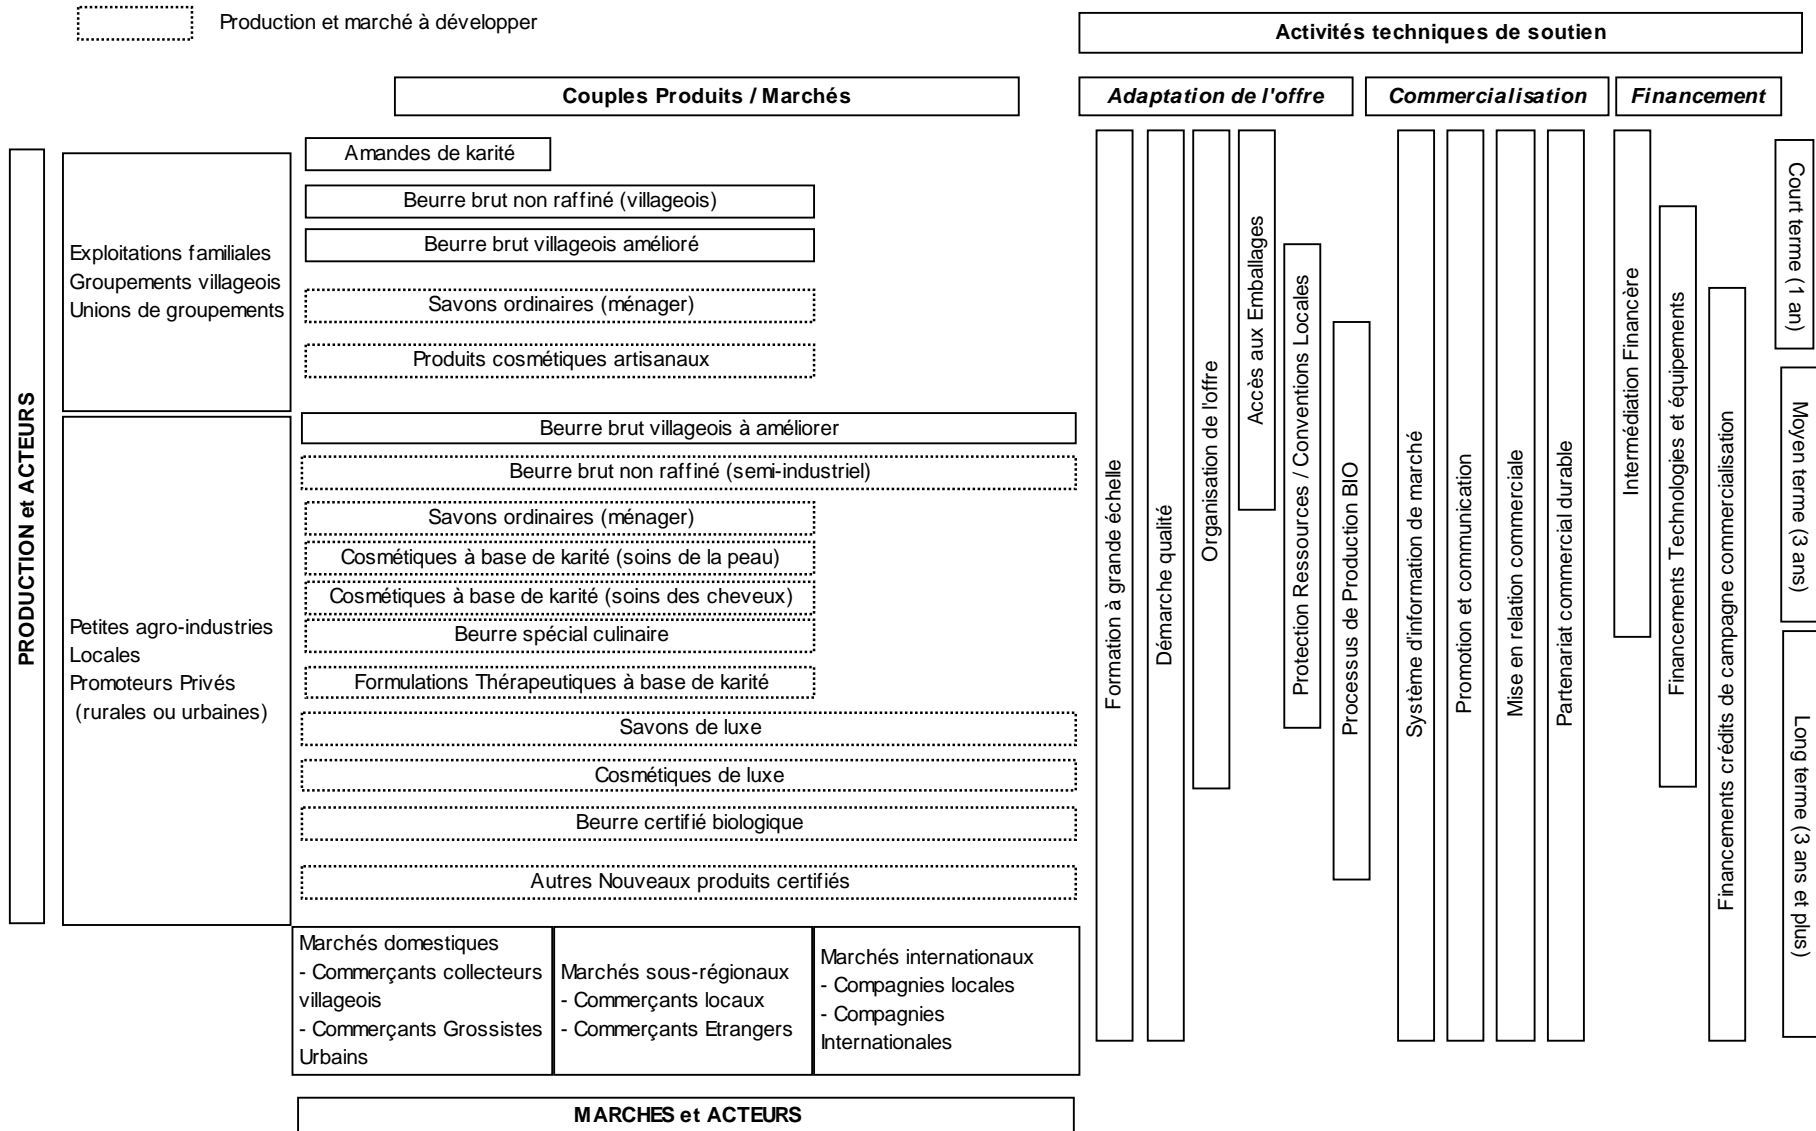 Production et marché à développer
Activités techniques de soutien
Couples Produits / Marchés
Adaptation de l'offre
Commercialisation
Financement
PRODUCTION et ACTEURS
Exploitations familiales
Groupements villageois
Unions de groupements
Amandes de karité
Beurre brut non raffiné (villageois)
Beurre brut villageois amélioré
Savons ordinaires (ménager)
Produits cosmétiques artisanaux
Petites agro-industries
Locales
Promoteurs Privés
(rurales ou urbaines)
Beurre brut villageois à améliorer
Beurre brut non raffiné (semi-industriel)
Savons ordinaires (ménager)
Cosmétiques à base de karité (soins de la peau)
Cosmétiques à base de karité (soins des cheveux)
Beurre spécial culinaire
Formulations Thérapeutiques à base de karité
Savons de luxe
Cosmétiques de luxe
Beurre certifié biologique
Autres Nouveaux produits certifiés
Formation à grande échelle
Démarche qualité
Organisation de l'offre
Accès aux Emballages
Protection Ressources / Conventions Locales
Processus de Production BIO
Système d'information de marché
Promotion et communication
Mise en relation commerciale
Partenariat commercial durable
Intermédiation Financère
Financements Technologies et équipements
Financements crédits de campagne commercialisation
Court terme (1 an)
Moyen terme (3 ans)
Long terme (3 ans et plus)
Marchés domestiques
- Commerçants collecteurs
villageois
- Commerçants Grossistes
Urbains
Marchés sous-régionaux
- Commerçants locaux
- Commerçants Etrangers
Marchés internationaux
- Compagnies locales
- Compagnies
Internationales
MARCHES et ACTEURS